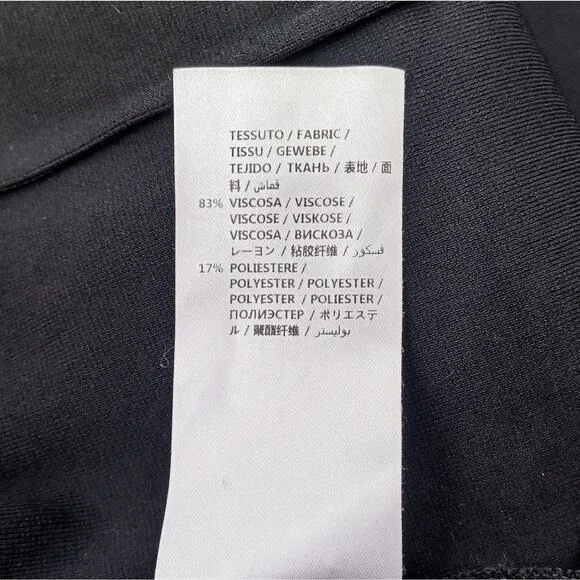 TESSUTO / FABRIC /
TISSU / GEWEBE /
TEJIDO / ТКАНЬ / 表地 / 面
料 / قماش
83% VISCOSA / VISCOSE /
VISCOSE / VISKOSE /
VISCOSA / ВИСКОЗА /
レーヨン / 粘胶纤维 / فسكوز
17% POLIESTERE /
POLYESTER / POLYESTER /
POLYESTER / POLIESTER /
ПОЛИЭСТЕР / ポリエステ
ル / 聚酯纤维 / بوليستر